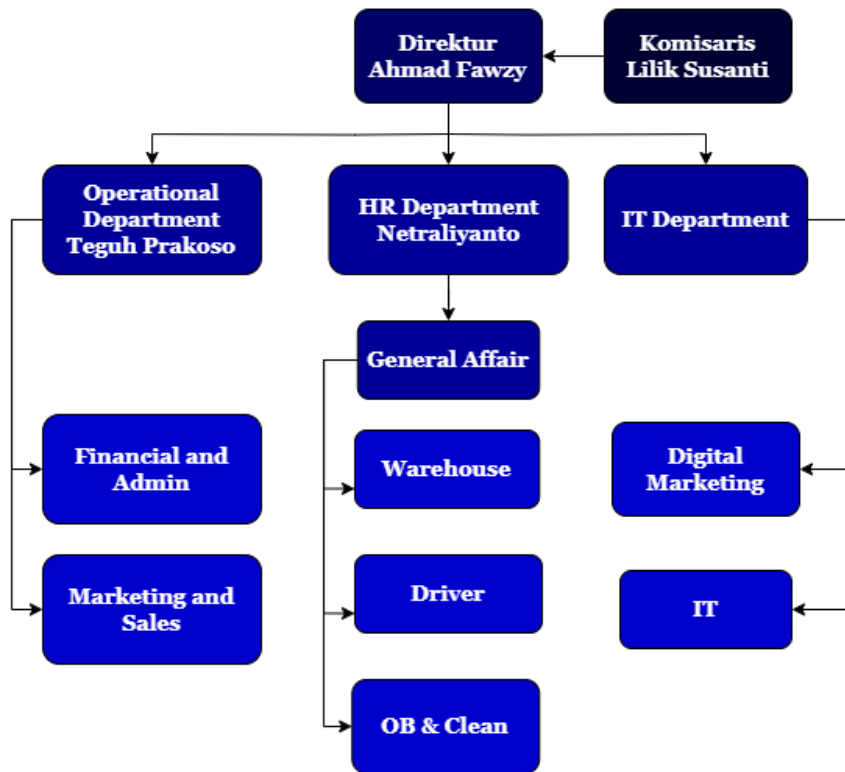 Direktur
Ahmad Fawzy
Komisaris
Lilik Susanti
Operational
Department
Teguh Prakoso
HR Department
Netraliyanto
IT Department
General Affair
Financial and
Admin
Warehouse
Digital
Marketing
Marketing and
Sales
Driver
IT
OB & Clean